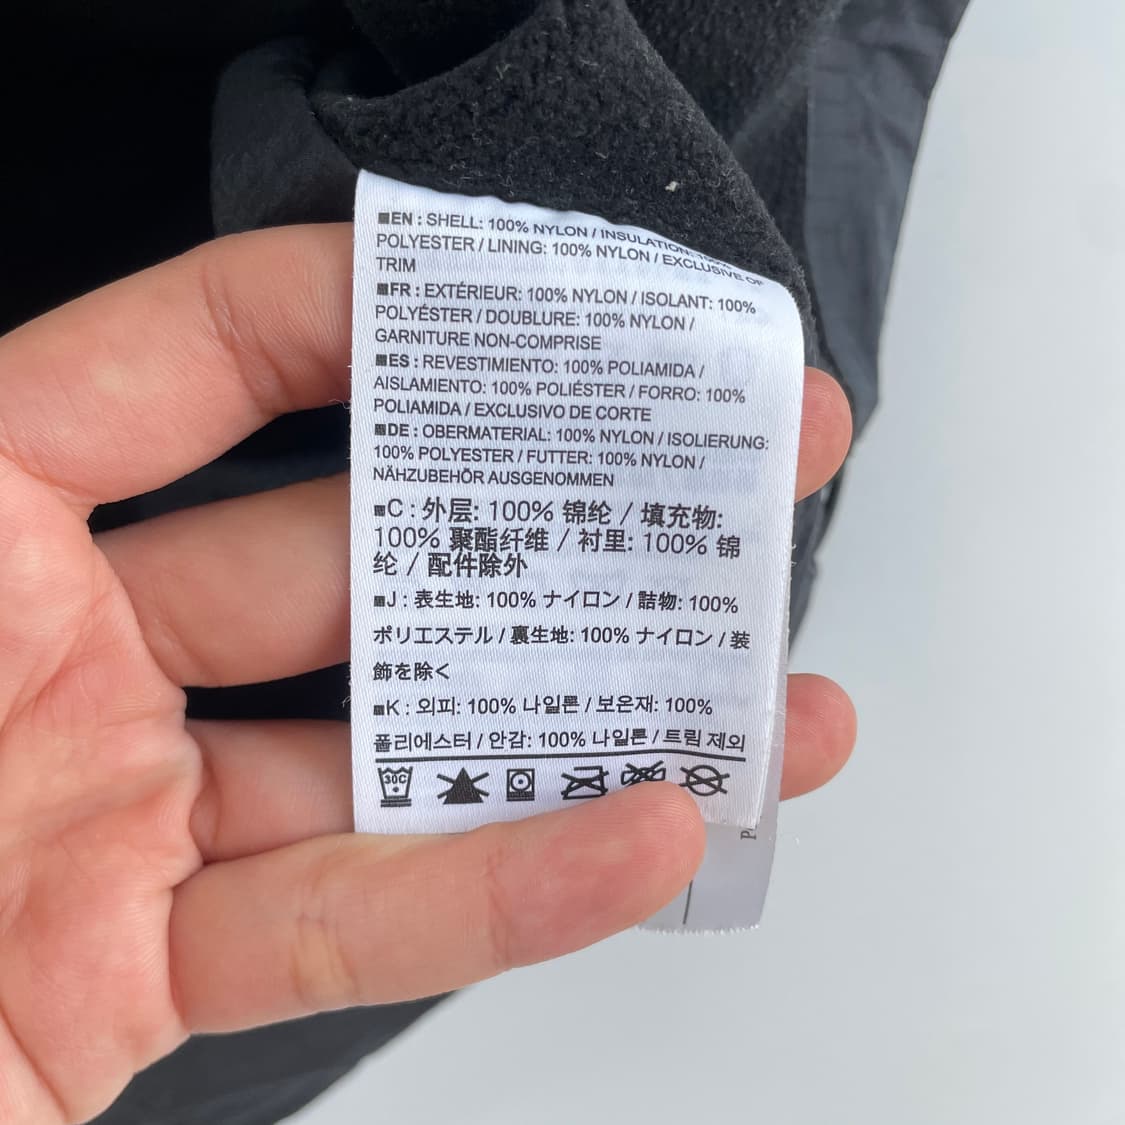 ■EN : SHELL: 100% NYLON / INSULATION: 100%
POLYESTER / LINING: 100% NYLON / EXCLUSIVE OF
TRIM
■FR : EXTÉRIEUR: 100% NYLON / ISOLANT: 100%
POLYÉSTER / DOUBLURE: 100% NYLON /
GARNITURE NON-COMPRISE
■ES : REVESTIMIENTO: 100% POLIAMIDA /
AISLAMIENTO: 100% POLIÉSTER / FORRO: 100%
POLIAMIDA / EXCLUSIVO DE CORTE
■DE : OBERMATERIAL: 100% NYLON / ISOLIERUNG:
100% POLYESTER / FUTTER: 100% NYLON /
NÄHZUBEHÖR AUSGENOMMEN
■C : 外层: 100% 锦纶 / 填充物:
100% 聚酯纤维 / 衬里: 100% 锦
纶 / 配件除外
■J : 表生地: 100% ナイロン / 詰物: 100%
ポリエステル / 裏生地: 100% ナイロン / 装
飾を除く
■K : 외피: 100% 나일론 / 보온재: 100%
폴리에스터 / 안감: 100% 나일론 / 트림 제외
30C